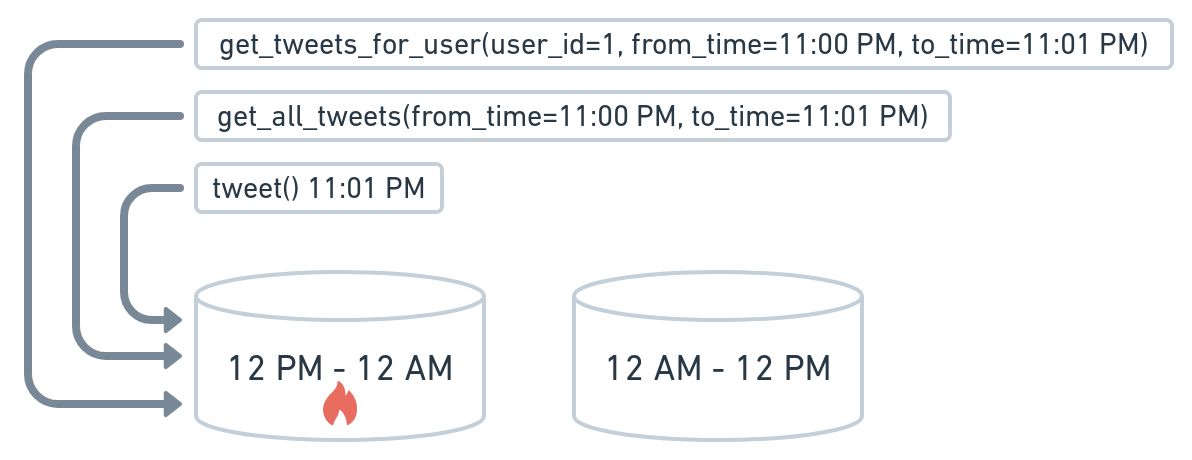 get_tweets_for_user(user_id=1, from_time=11:00 PM, to_time=11:01 PM)
get_all_tweets(from_time=11:00 PM, to_time=11:01 PM)
tweet() 11:01 PM
12 PM - 12 AM
12 AM - 12 PM